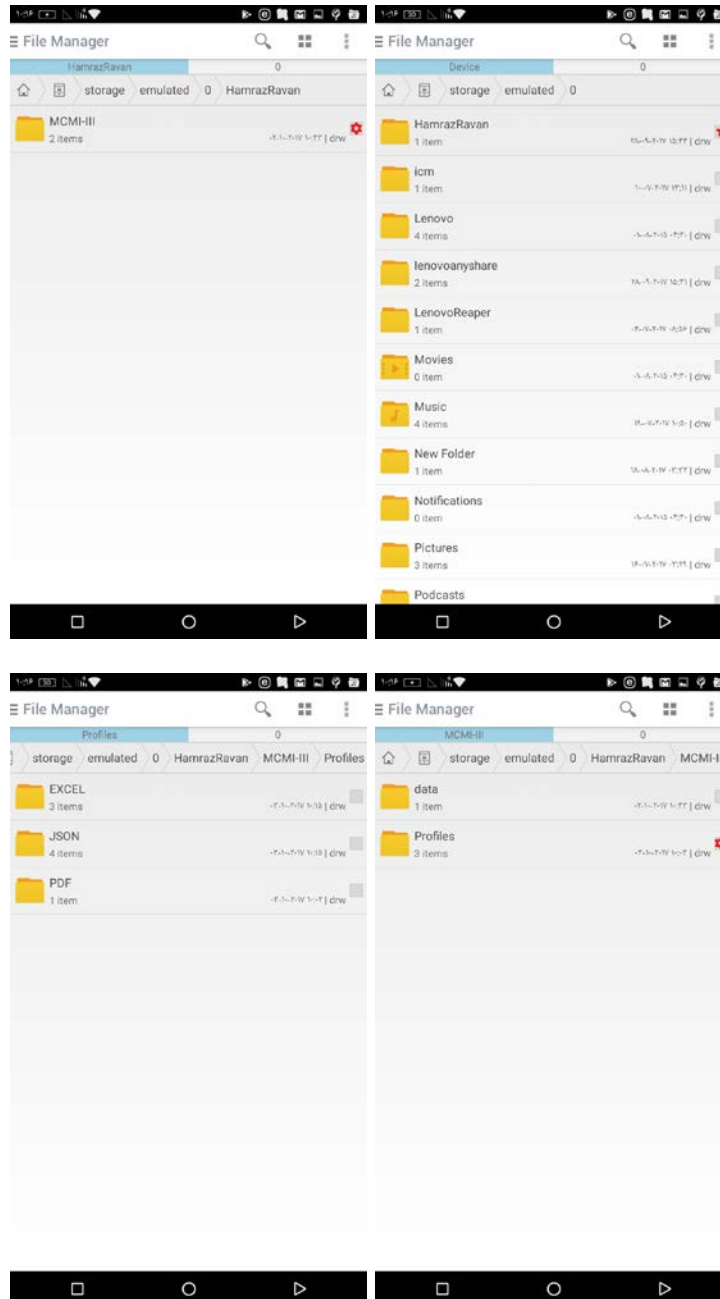 File Manager
HamrazRavan 0
storage emulated 0 HamrazRavan
MCMI-III
2 items
drw
File Manager
Device 0
storage emulated 0
HamrazRavan
1 item
drw
icm
1 item
drw
Lenovo
4 items
drw
lenovoanyshare
2 items
drw
LenovoReaper
1 item
drw
Movies
0 item
drw
Music
4 items
drw
New Folder
1 item
drw
Notifications
0 item
drw
Pictures
3 items
drw
Podcasts
File Manager
Profiles 0
storage emulated 0 HamrazRavan MCMI-III Profiles
EXCEL
3 items
drw
JSON
4 items
drw
PDF
1 item
drw
File Manager
MCMI-III 0
storage emulated 0 HamrazRavan MCMI-I
data
1 item
drw
Profiles
3 items
drw